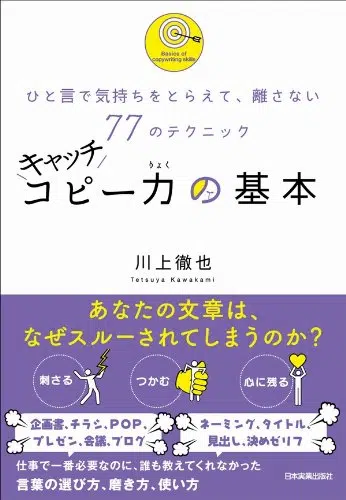 Basics of
copywriting skills
ひと言で気持ちをとらえて、離さない
77のテクニック
キャッチ
コピー力の基本
りょく
川上徹也
Tetsuya Kawakami
あなたの文章は、
なぜスルーされてしまうのか?
刺さる
つかむ
心に残る
企画書、チラシ、POP、
プレゼン、会議、ブログ
ネーミング、タイトル、
見出し、決めゼリフ
仕事で一番必要なのに、誰も教えてくれなかった
言葉の選び方、磨き方、使い方
日本実業出版社